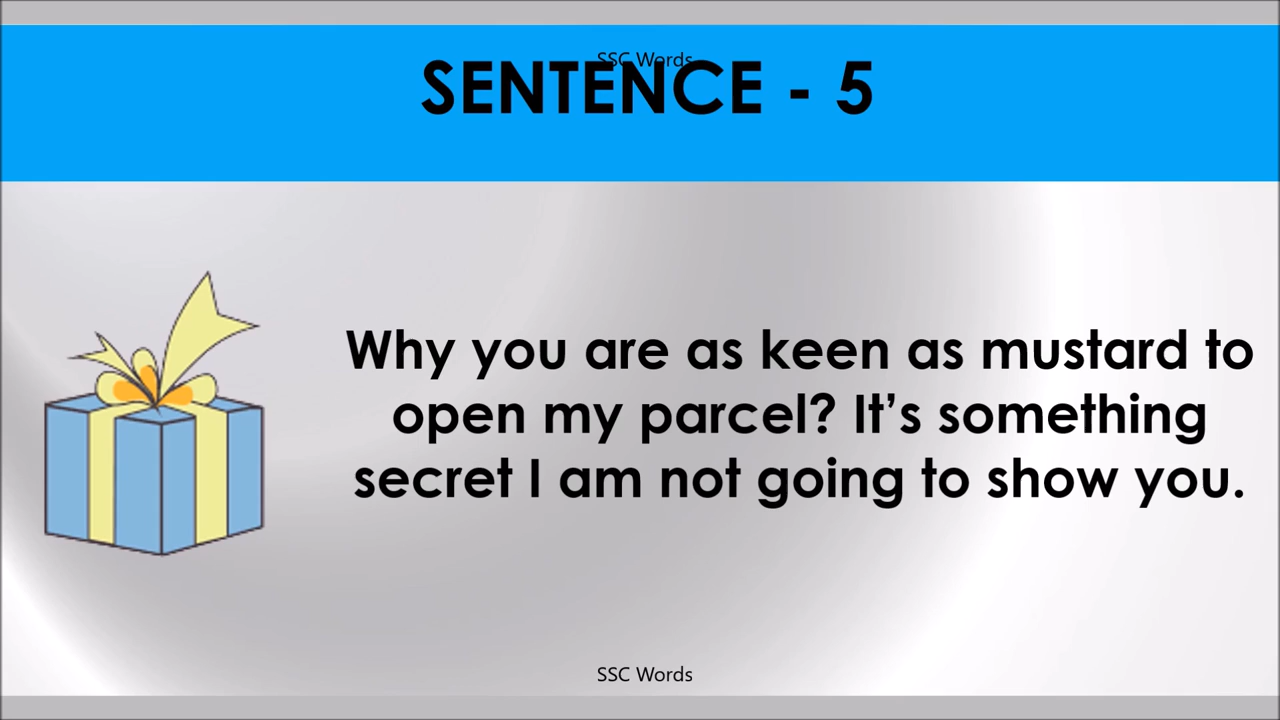 SSC Words
SENTENCE - 5
Why you are as keen as mustard to
open my parcel? It’s something
secret I am not going to show you.
SSC Words